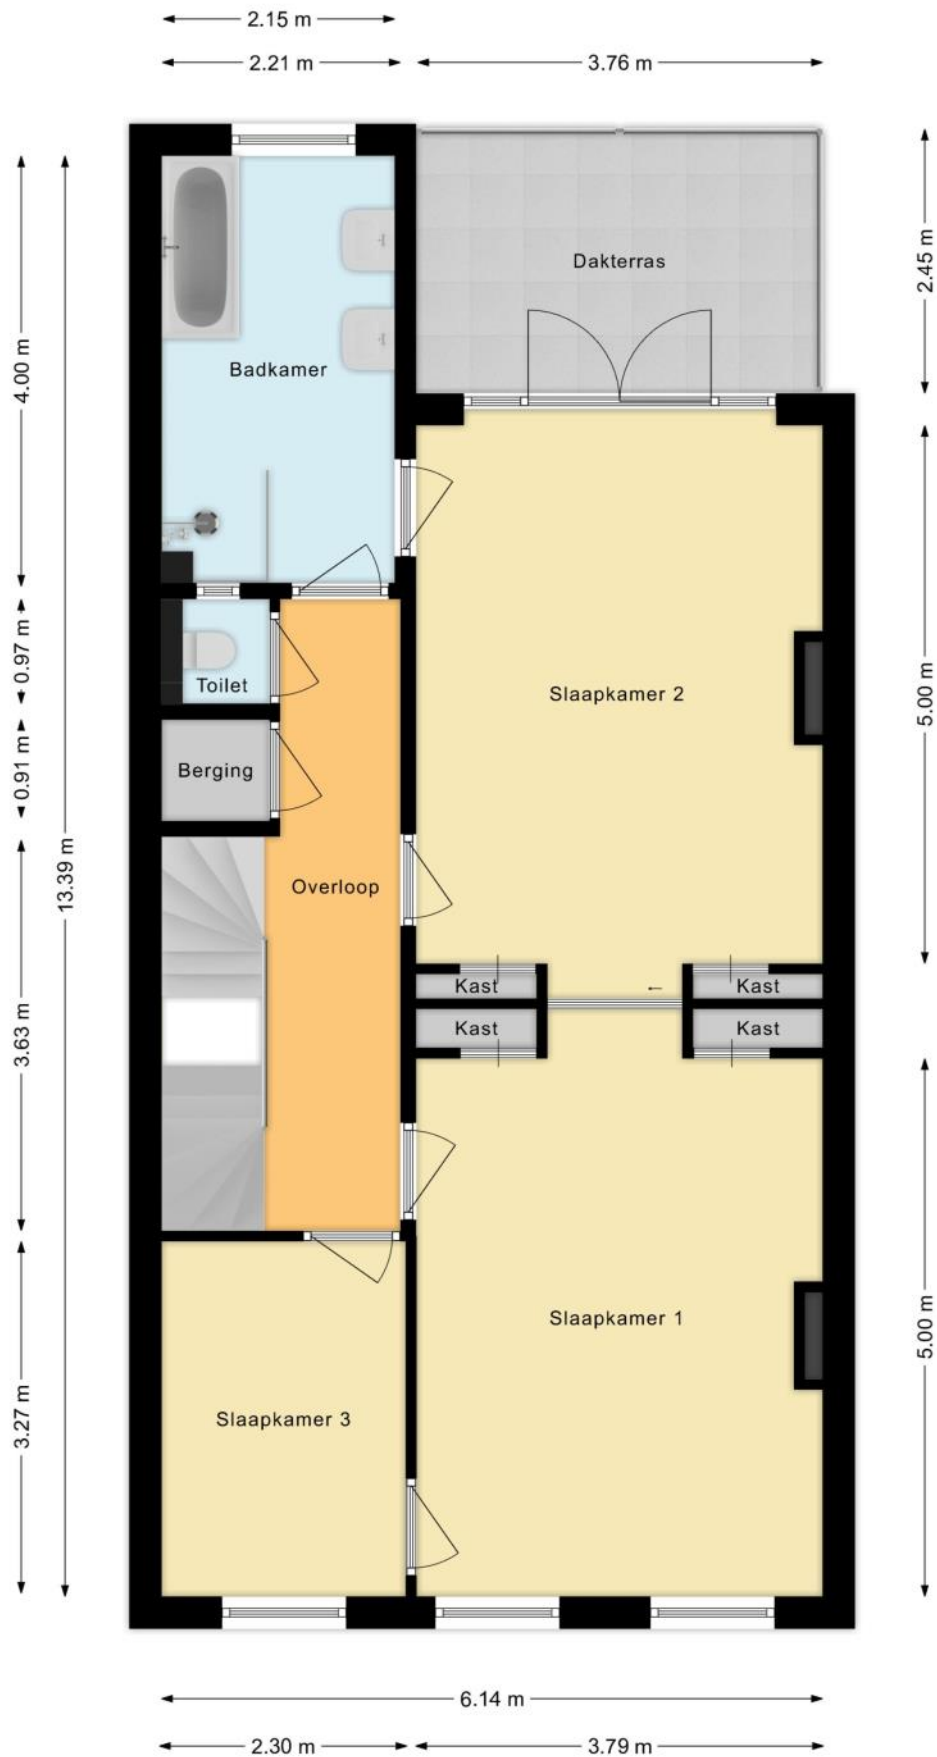 2.15 m
2.21 m
3.76 m
Dakterras
2.45 m
4.00 m
Badkamer
0.97 m
Toilet
Slaapkamer 2
5.00 m
0.91 m
Berging
13.39 m
Overloop
Kast
Kast
Kast
Kast
3.63 m
Slaapkamer 1
5.00 m
3.27 m
Slaapkamer 3
6.14 m
2.30 m
3.79 m